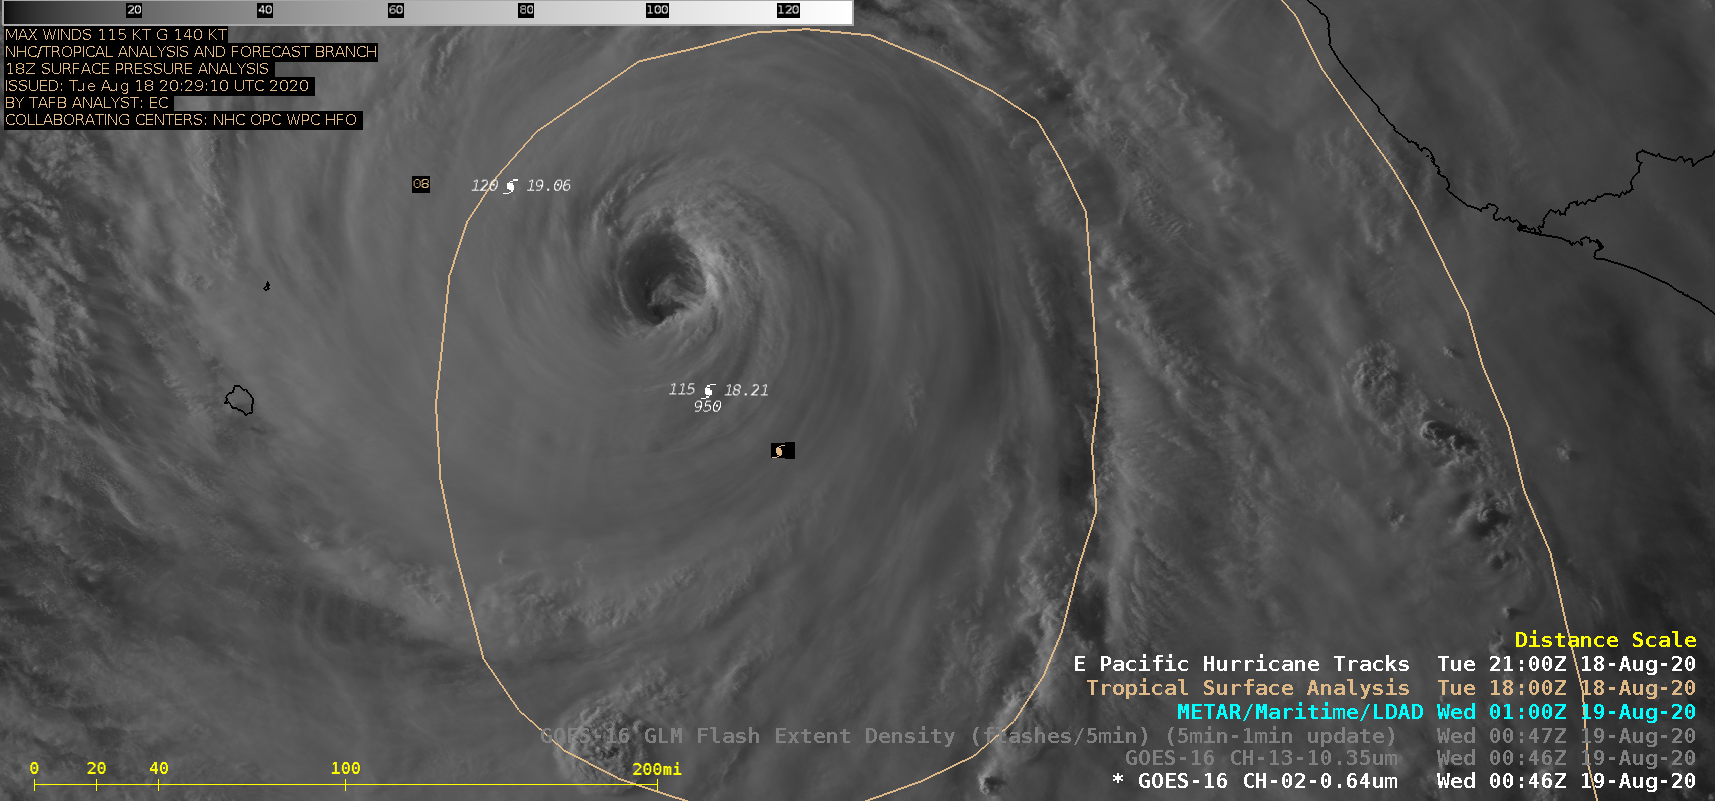 20 40 60 80 100 120
MAX WINDS 115 KT G 140 KT
NHC/TROPICAL ANALYSIS AND FORECAST BRANCH
18Z SURFACE PRESSURE ANALYSIS
ISSUED: Tue Aug 18 20:29:10 UTC 2020
BY TAFB ANALYST: EC
COLLABORATING CENTERS: NHC OPC WPC HFO
08
120 19.06
115 18.21
950
Distance Scale
E Pacific Hurricane Tracks Tue 21:00Z 18-Aug-20
Tropical Surface Analysis Tue 18:00Z 18-Aug-20
METAR/Maritime/LDAD Wed 01:00Z 19-Aug-20
GOES-16 GLM Flash Extent Density (flashes/5min) (5min-1min update) Wed 00:47Z 19-Aug-20
GOES-16 CH-13-10.35um Wed 00:46Z 19-Aug-20
* GOES-16 CH-02-0.64um Wed 00:46Z 19-Aug-20
0 20 40 100 200mi